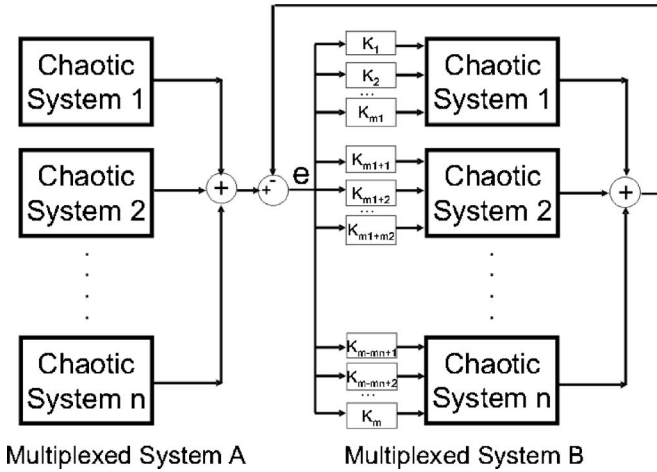 Chaotic
System 1
Chaotic
System 2
.
.
.
.
Chaotic
System n
Multiplexed System A
+
+ -
e
K1
K2
...
Km1
Km1+1
Km1+2
...
Km1+m2
Km-mn+1
Km-mn+2
...
Km
Chaotic
System 1
Chaotic
System 2
.
.
.
.
Chaotic
System n
+
Multiplexed System B